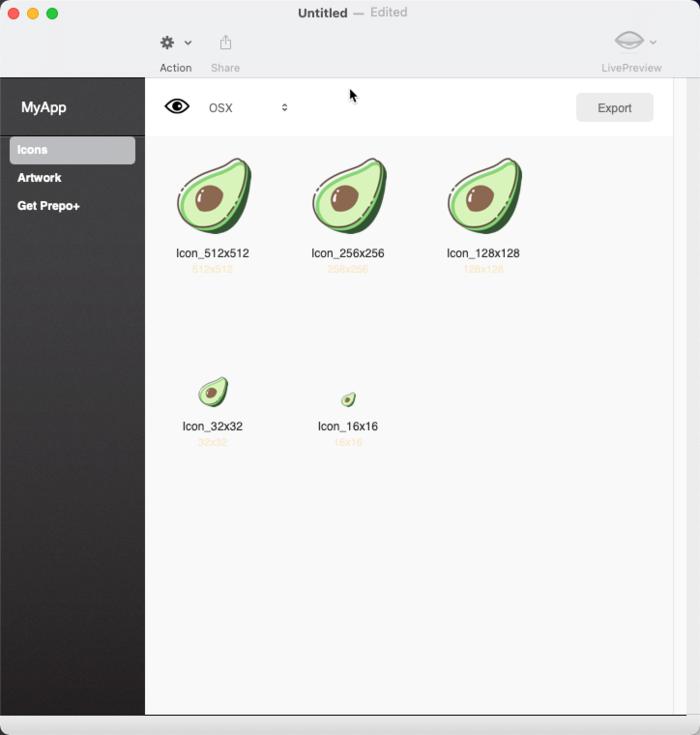 Untitled — Edited
Action Share LivePreview
MyApp
OSX
Export
Icons
Artwork
Get Prepo+
Icon_512x512 Icon_256x256 Icon_128x128
512x512 256x256 128x128
Icon_32x32 Icon_16x16
32x32 16x16